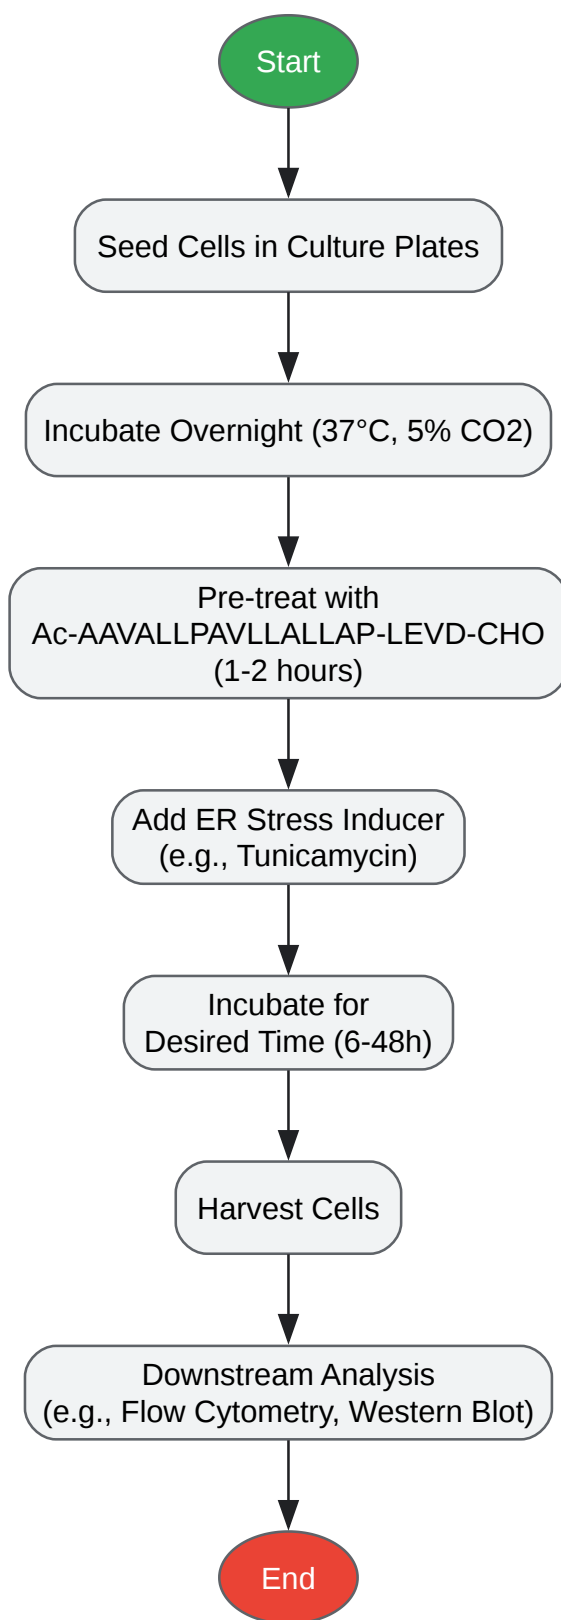 Start
Seed Cells in Culture Plates
Incubate Overnight (37°C, 5% CO2)
Pre-treat with
Ac-AAVALLPAVLLALLAP-LEVD-CHO
(1-2 hours)
Add ER Stress Inducer
(e.g., Tunicamycin)
Incubate for
Desired Time (6-48h)
Harvest Cells
Downstream Analysis
(e.g., Flow Cytometry, Western Blot)
End